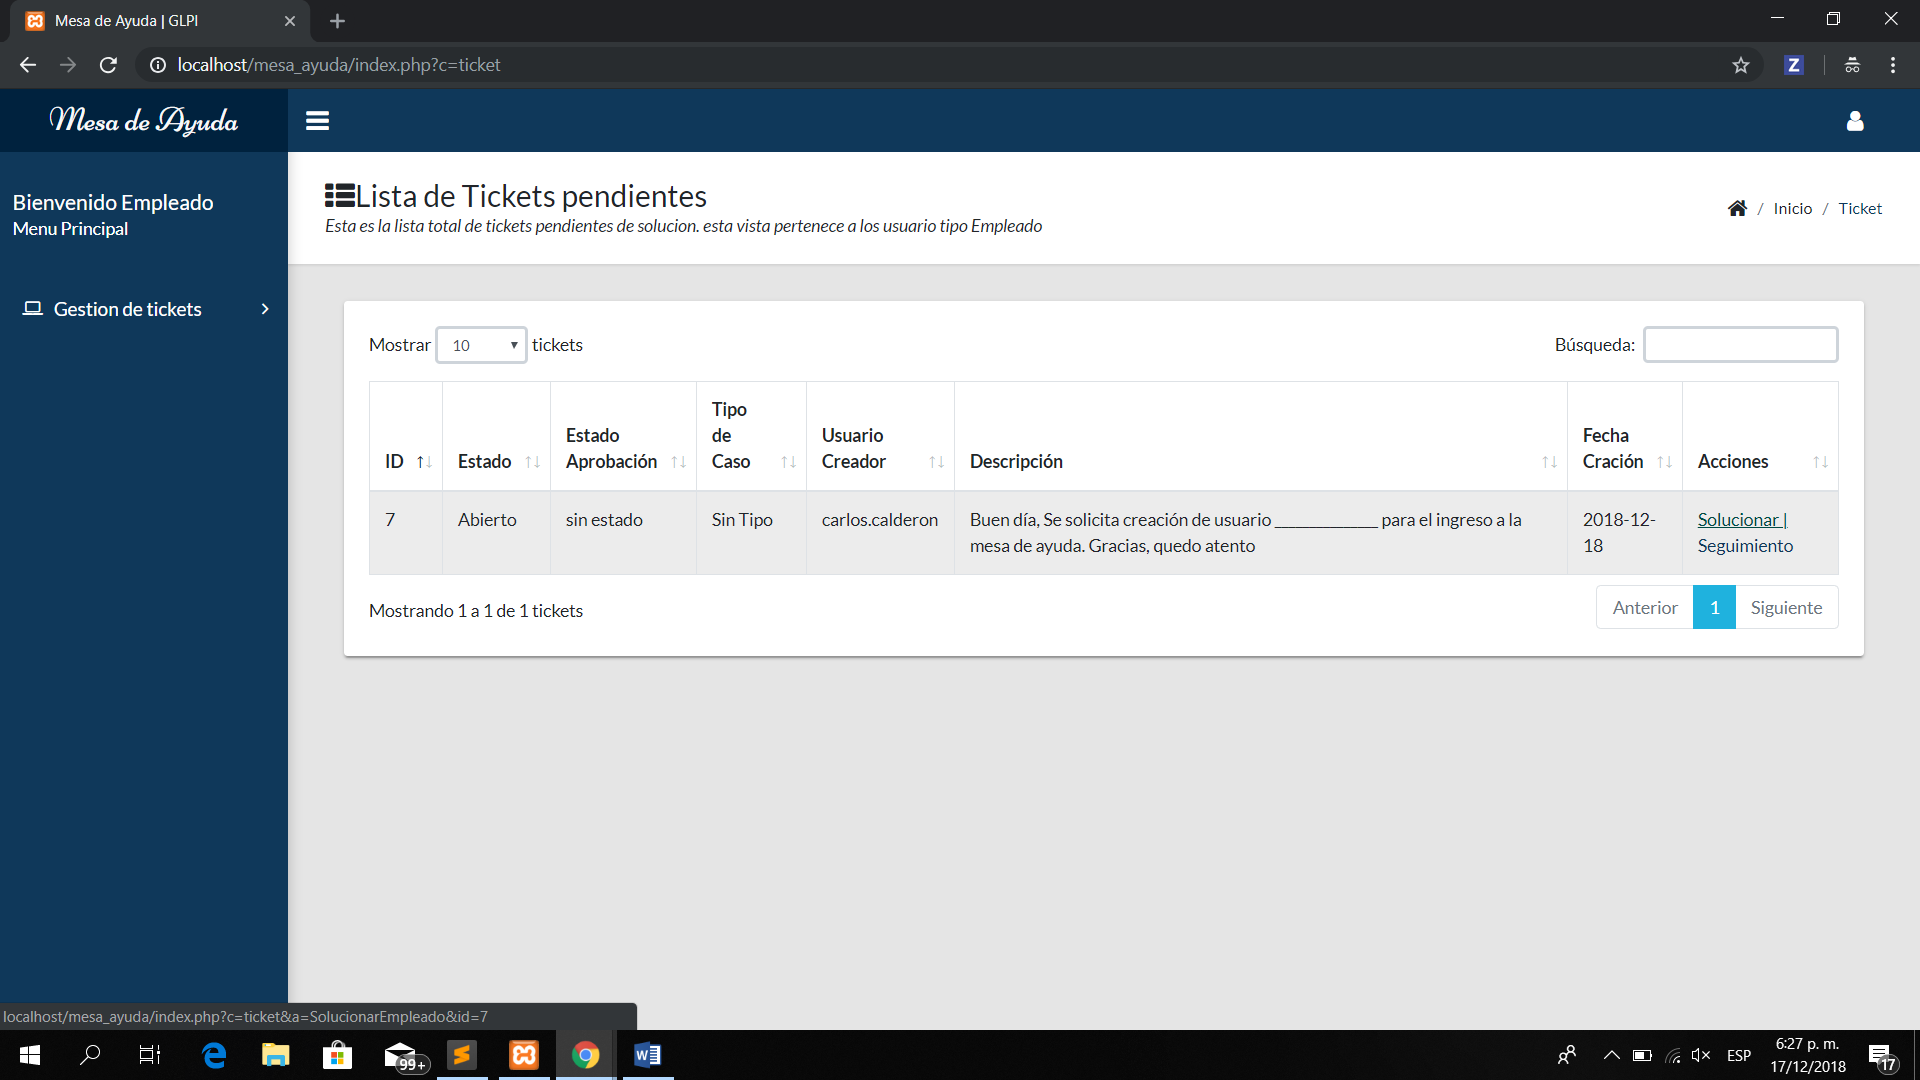 Mesa de Ayuda | GLPI
localhost/mesa_ayuda/index.php?c=ticket
Z
Mesa de Ayuda
Bienvenido Empleado
Menu Principal
Gestion de tickets
Lista de Tickets pendientes
Esta es la lista total de tickets pendientes de solucion. esta vista pertenece a los usuario tipo Empleado
/ Inicio / Ticket
Mostrar 10 tickets
Búsqueda:
ID Estado Estado Aprobación Tipo de Caso Usuario Creador Descripción Fecha Cración Acciones
7 Abierto sin estado Sin Tipo carlos.calderon Buen día, Se solicita creación de usuario ____________ para el ingreso a la 2018-12- Solucionar |
mesa de ayuda. Gracias, quedo atento 18 Seguimiento
Mostrando 1 a 1 de 1 tickets
Anterior 1 Siguiente
localhost/mesa_ayuda/index.php?c=ticket&a=SolucionarEmpleado&id=7
99+
ESP
6:27 p. m.
17/12/2018
17